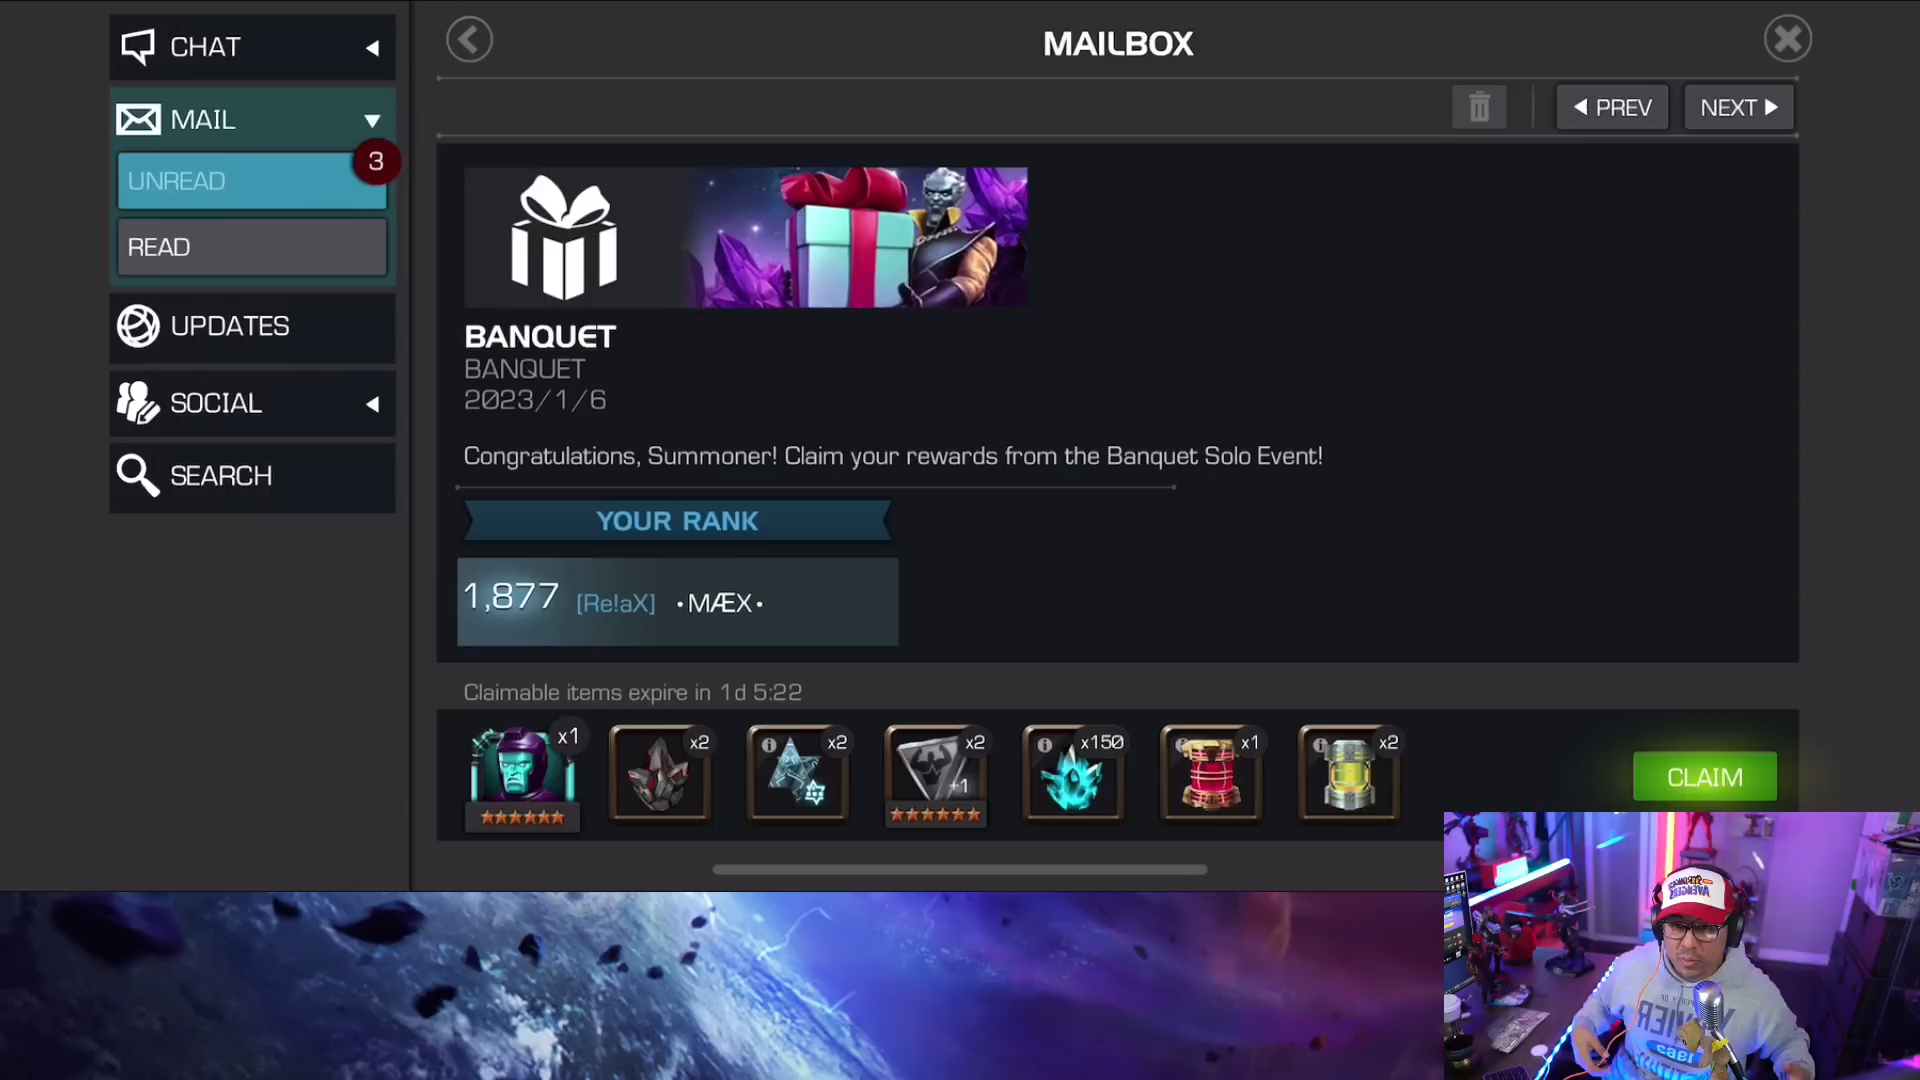 CHAT
MAIL
3
UNREAD
READ
UPDATES
SOCIAL
SEARCH
MAILBOX
PREV
NEXT
BANQUET
BANQUET
2023/1/6
Congratulations, Summoner! Claim your rewards from the Banquet Solo Event!
YOUR RANK
1,877 [Re!aX] •MÆX•
Claimable items expire in 1d 5:22
x1
x2
x2
x2
+1
x150
x1
x2
CLAIM
AVENGERS